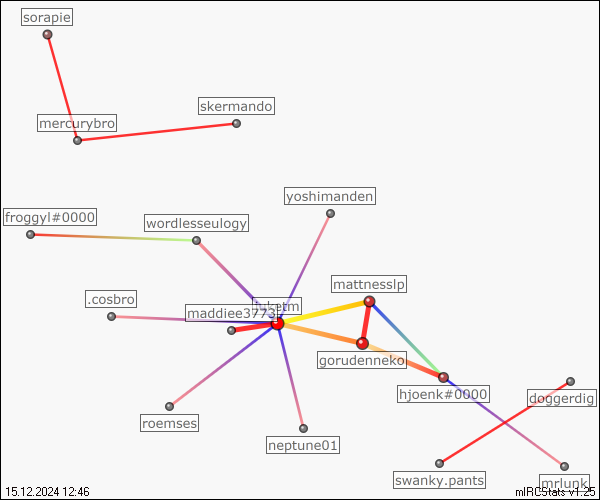 sorapie
skermando
mercurybro
yoshimanden
froggyl#0000
wordlesseulogy
mattnesslp
.cosbro
maddiee3773
gorudenneko
hjoenk#0000
doggerdig
roemses
neptune01
swanky.pants
mrlunk
15.12.2024 12:46
mIRCStats v1.25